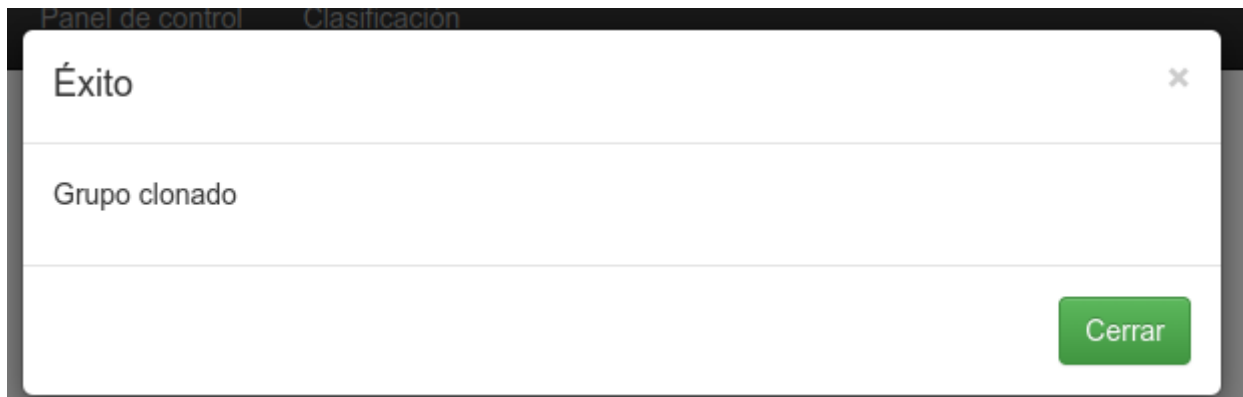 Panel de control Clasificación
Éxito ×
Grupo clonado
Cerrar